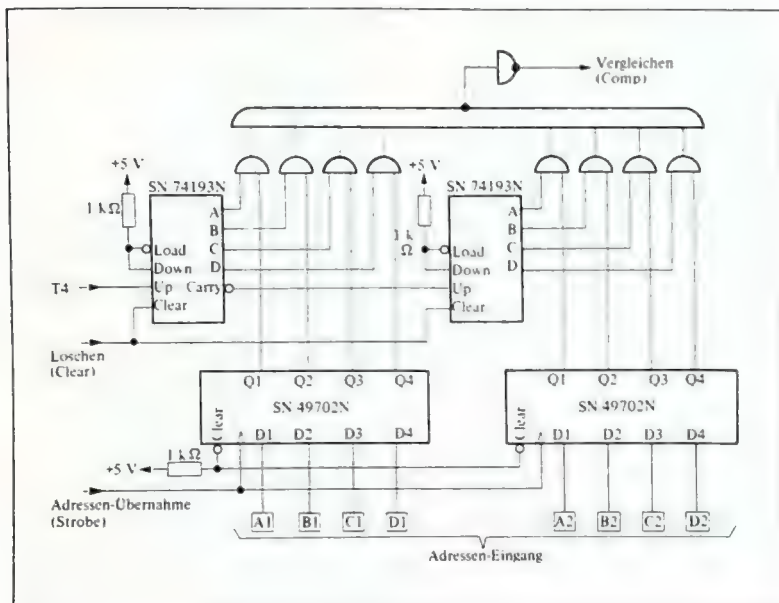 Vergleichen
(Comp)
+5 V
SN 74193N
1 kΩ
A
B
C
D
Load
Down
Up
Carry
Clear
T4
+5 V
SN 74193N
1 k
Ω
A
B
C
D
Load
Down
Up
Clear
Loschen
(Clear)
Q1 Q2 Q3 Q4
SN 49702N
Clear
D1 D2 D3 D4
Q1 Q2 Q3 Q4
SN 49702N
Clear
D1 D2 D3 D4
1 kΩ
+5 V
Adressen-Übernahme
(Strobe)
A1 B1 C1 D1
A2 B2 C2 D2
Adressen-Eingang